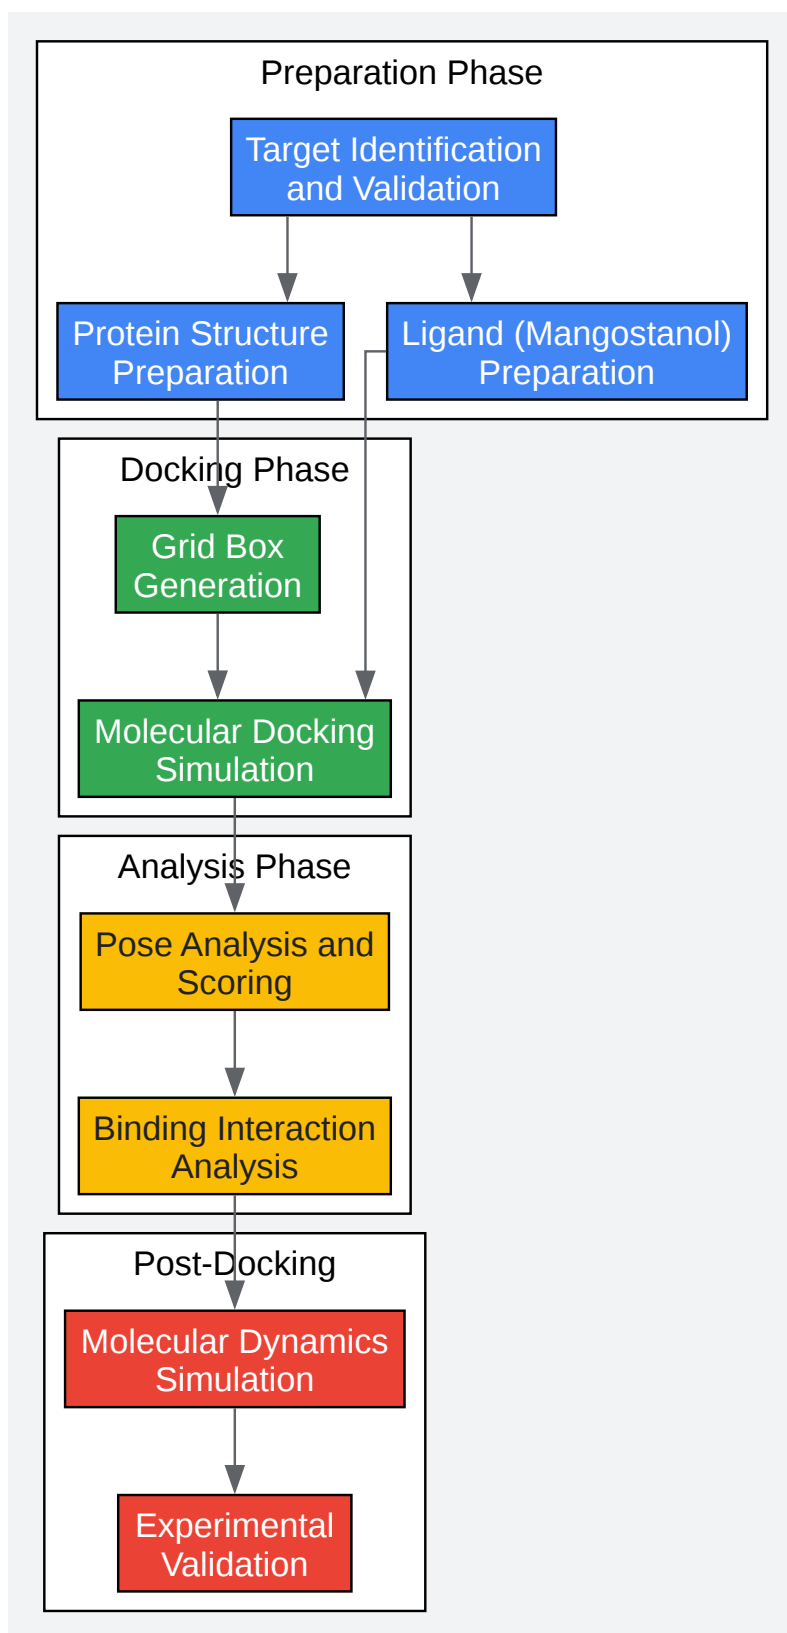 Preparation Phase
Target Identification
and Validation
Protein Structure
Preparation
Ligand (Mangostanol)
Preparation
Docking Phase
Grid Box
Generation
Molecular Docking
Simulation
Analysis Phase
Pose Analysis and
Scoring
Binding Interaction
Analysis
Post-Docking
Molecular Dynamics
Simulation
Experimental
Validation